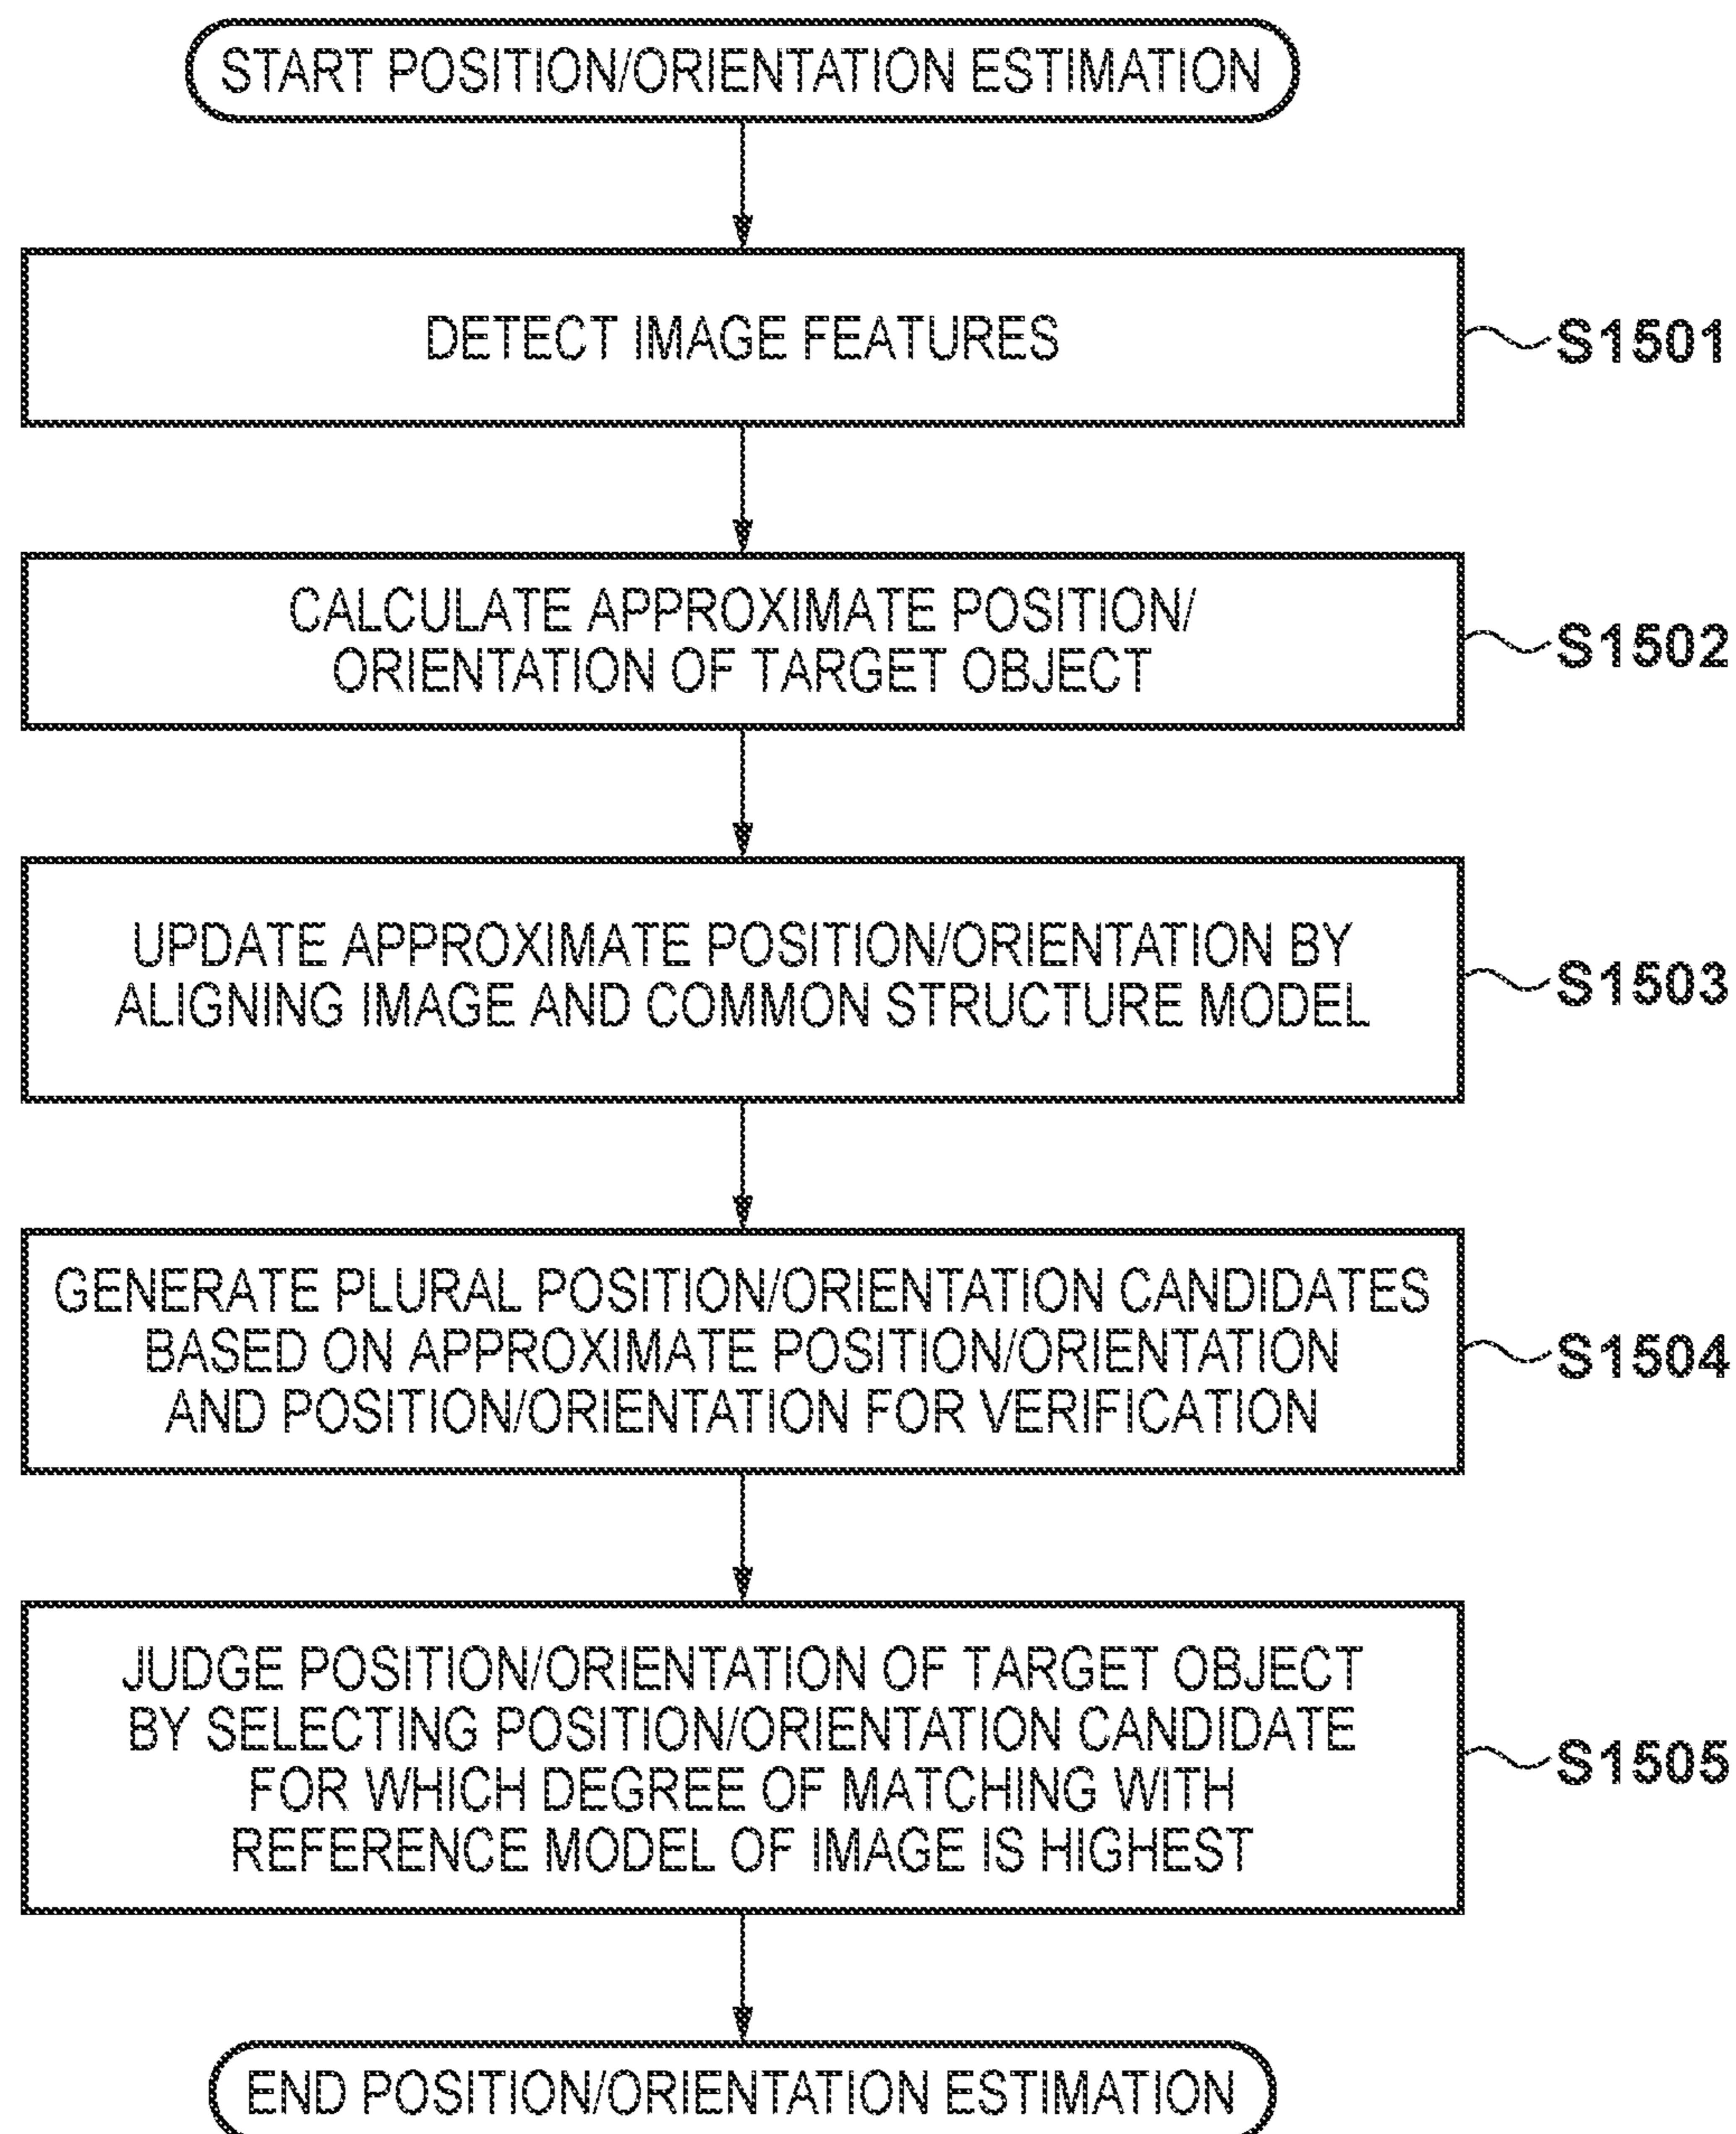 START POSITION/ORIENTATION ESTIMATION
DETECT IMAGE FEATURES
S1501
CALCULATE APPROXIMATE POSITION/
ORIENTATION OF TARGET OBJECT
S1502
UPDATE APPROXIMATE POSITION/ORIENTATION BY
ALIGNING IMAGE AND COMMON STRUCTURE MODEL
S1503
GENERATE PLURAL POSITION/ORIENTATION CANDIDATES
BASED ON APPROXIMATE POSITION/ORIENTATION
AND POSITION/ORIENTATION FOR VERIFICATION
S1504
JUDGE POSITION/ORIENTATION OF TARGET OBJECT
BY SELECTING POSITION/ORIENTATION CANDIDATE
FOR WHICH DEGREE OF MATCHING WITH
REFERENCE MODEL OF IMAGE IS HIGHEST
S1505
END POSITION/ORIENTATION ESTIMATION